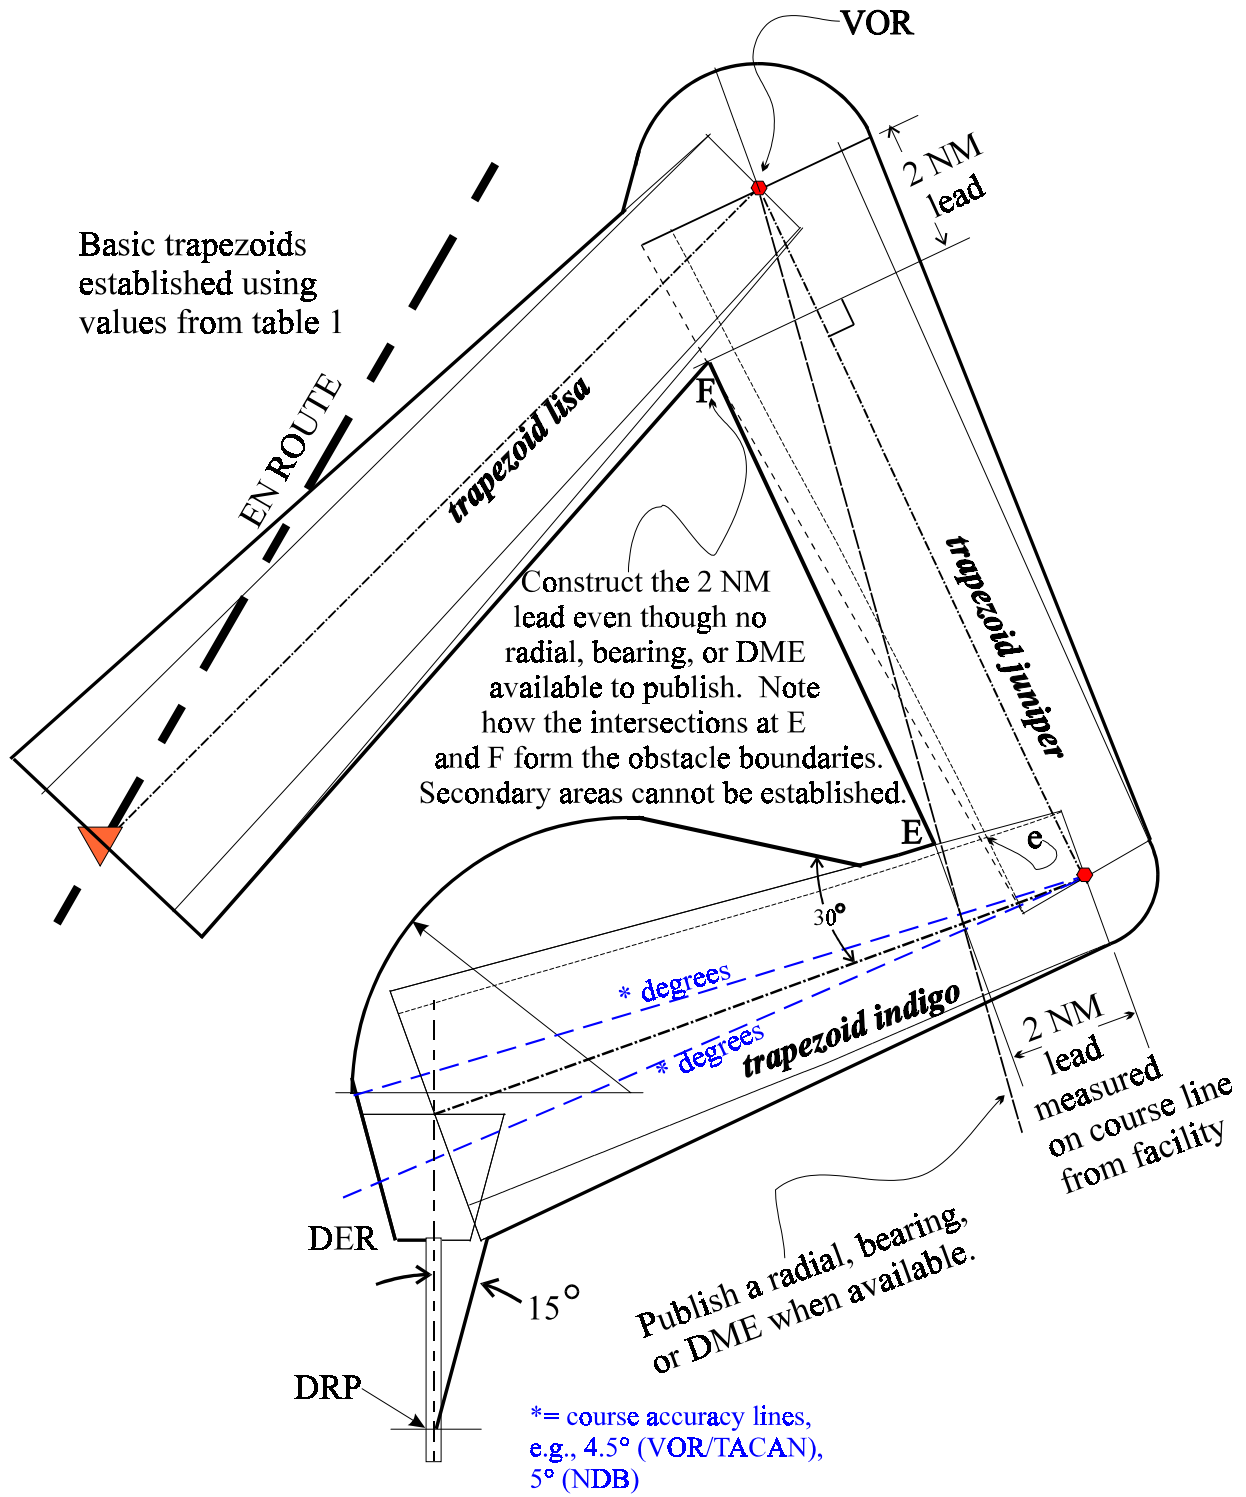 VOR
2 NM
lead
Basic trapezoids
established using
values from table 1
EN ROUTE
trapezoid lisa
F
trapezoid juniper
Construct the 2 NM
lead even though no
radial, bearing, or DME
available to publish.  Note
how the intersections at E
and F form the obstacle boundaries.
Secondary areas cannot be established.
E
e
30°
* degrees
* degrees
trapezoid indigo
2 NM
lead
measured
on course line
from facility
DER
15°
Publish a radial, bearing,
or DME when available.
DRP
*= course accuracy lines,
e.g., 4.5° (VOR/TACAN),
5° (NDB)